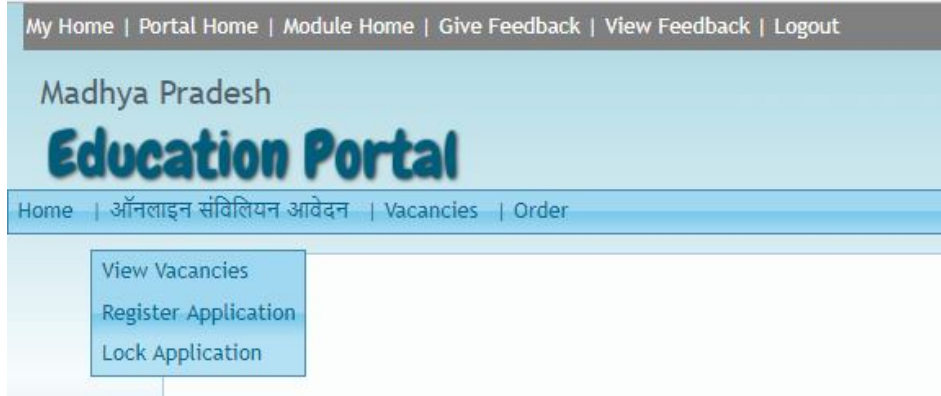 My Home | Portal Home | Module Home | Give Feedback | View Feedback | Logout
Madhya Pradesh
Education Portal
Home | ऑनलाइन संविलियन आवेदन | Vacancies | Order
View Vacancies
Register Application
Lock Application